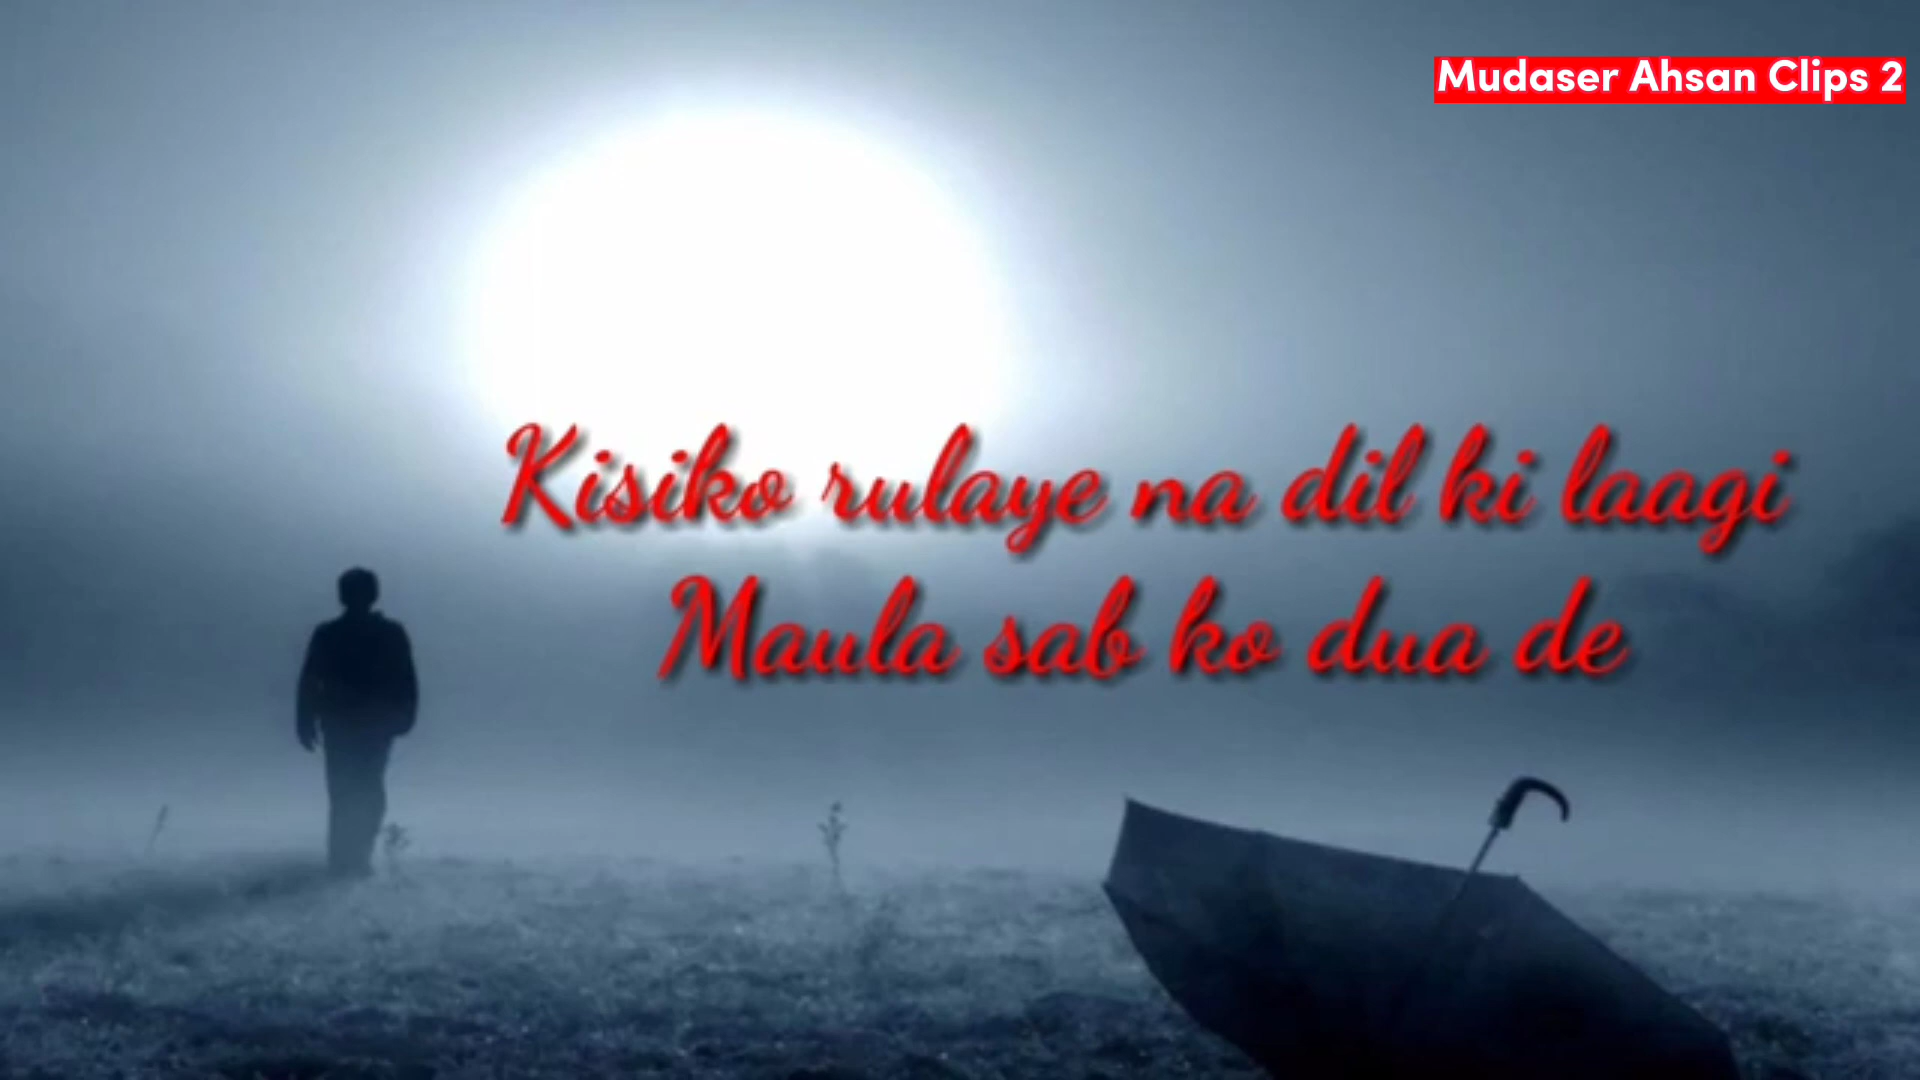 Mudaser Ahsan Clips 2
Kisiko rulaye na dil ki laagi
Maula sab ko dua de